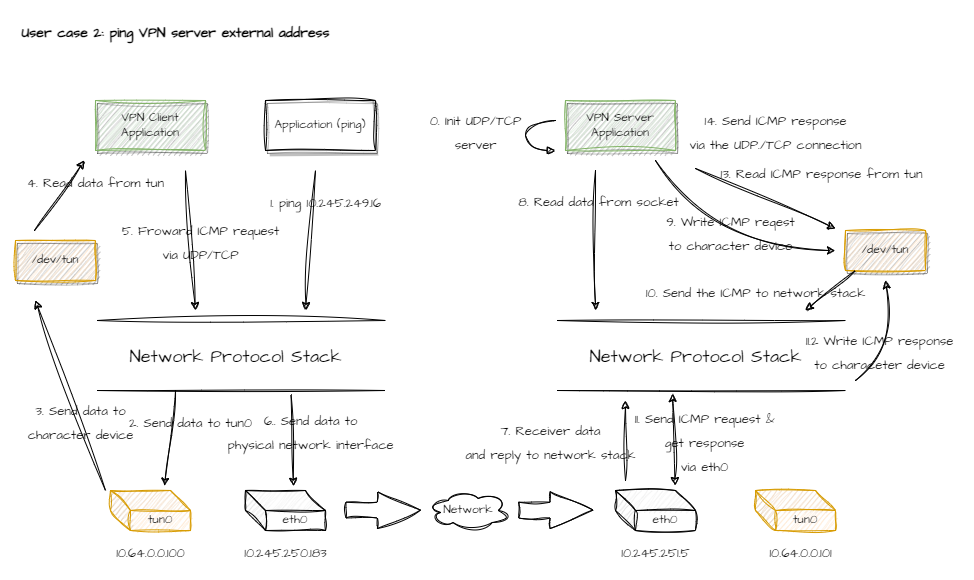 User case 2: ping VPN server external address
VPN Client
Application
Application (ping)
0. Init UDP/TCP
server
VPN Server
Application
14. Send ICMP response
via the UDP/TCP connection
13. Read ICMP response from tun
4. Read data from tun
1. ping 10.245.249.16
8. Read data from socket
9. Write ICMP reqest
to character device
5. Froward ICMP request
via UDP/TCP
/dev/tun
/dev/tun
10. Send the ICMP to network stack
Network Protocol Stack
Network Protocol Stack
11.2 Write ICMP response
to characeter device
3. Send data to
character device
2. Send data to tun0
6.. Send data to
physical network interface
7. Receiver data
and reply to network stack
11. Send ICMP request &
get response
via eth0
tun0
eth0
Network
eth0
tun0
10.64.0.0.100
10.245.250.183
10.245.251.5
10.64.0.0.101